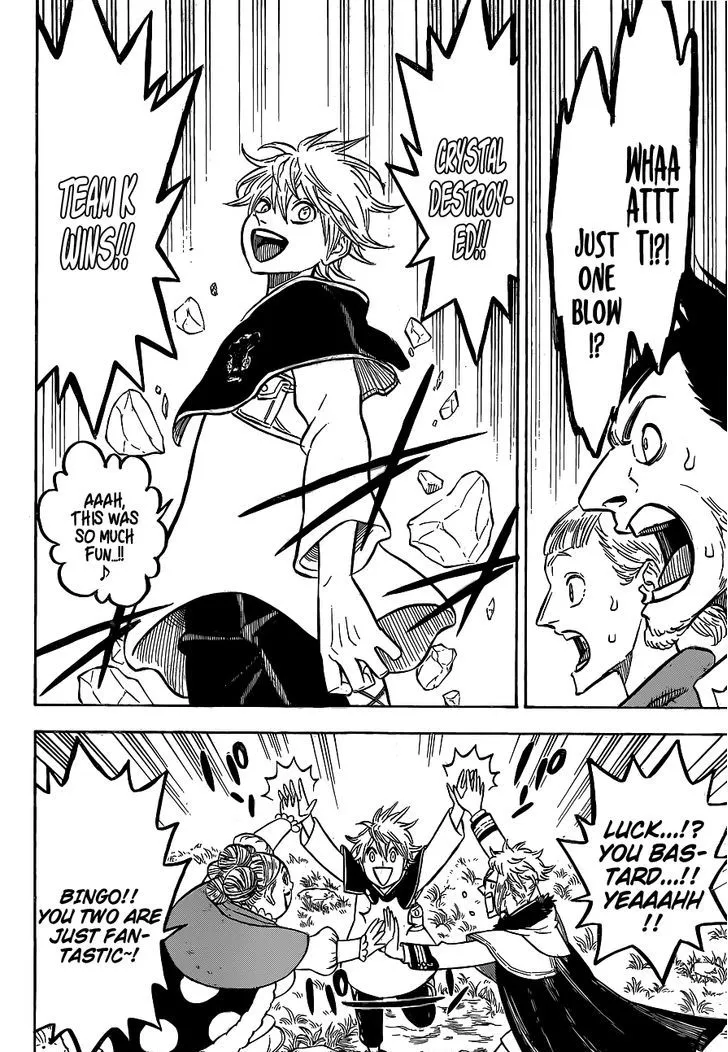 WHAA
ATTT
T!?!
JUST
ONE
BLOW
!?
CRYSTAL
DESTROY-
ED!!
TEAM K
WINS!!
AAAH,
THIS WAS
SO MUCH
FUN...!!
♪
LUCK...!?
YOU BAS-
TARD...!!
YEAAAHH
!!
BINGO!!
YOU TWO ARE
JUST FAN-
TASTIC~!